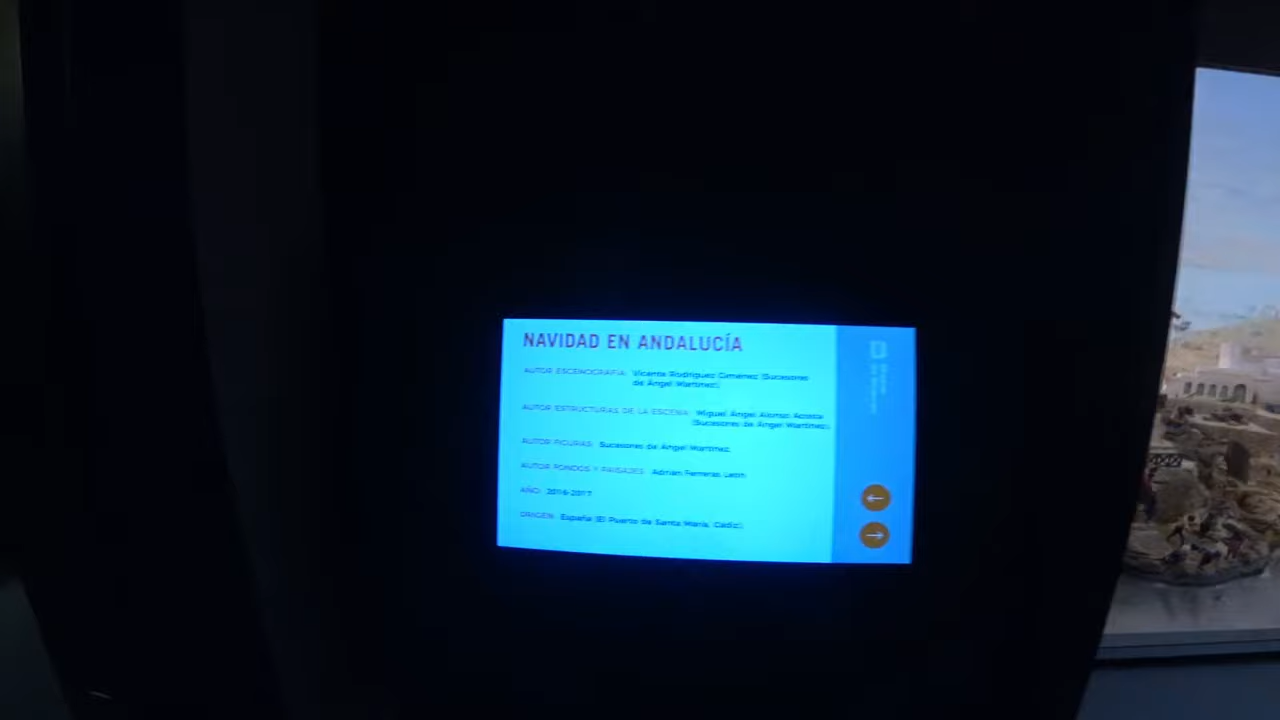 NAVIDAD EN ANDALUCÍA
AUTOR ESCENOGRAFÍA: Vicente Rodríguez Giménez (Sucesores
de Ángel Martínez).
AUTOR ESTRUCTURAS DE LA ESCENA: Miguel Ángel Alonso Acosta
(Sucesores de Ángel Martínez).
AUTOR FIGURAS: Sucesores de Ángel Martínez.
AUTOR FONDOS Y PAISAJES: Adrián Ferreras León
AÑO: 2016-2017
ORIGEN: España (El Puerto de Santa María, Cádiz).